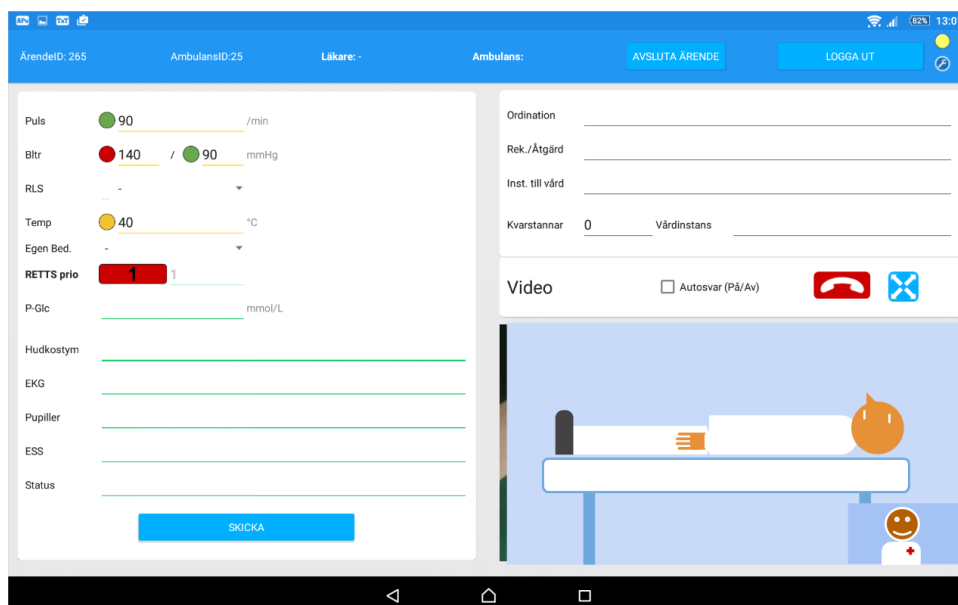 82% 13:0
ÄrendeID: 265 AmbulansID:25 Läkare: - Ambulans: AVSLUTA ÄRENDE LOGGA UT
Puls 90 /min
Bltr 140 / 90 mmHg
RLS -
Temp 40 °C
Egen Bed. -
RETTS prio 1 1
P-Glc mmol/L
Hudkostym
EKG
Pupiller
ESS
Status
SKICKA
Ordination
Rek./Åtgärd
Inst. till vård
Kvarstannar 0 Vårdinstans
Video Autosvar (På/Av)